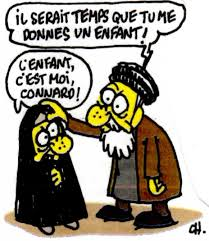 IL SERAIT TEMPS QUE TU ME
DONNES UN ENFANT !
L'ENFANT,
C'EST MOI,
CONNARD !
CH.